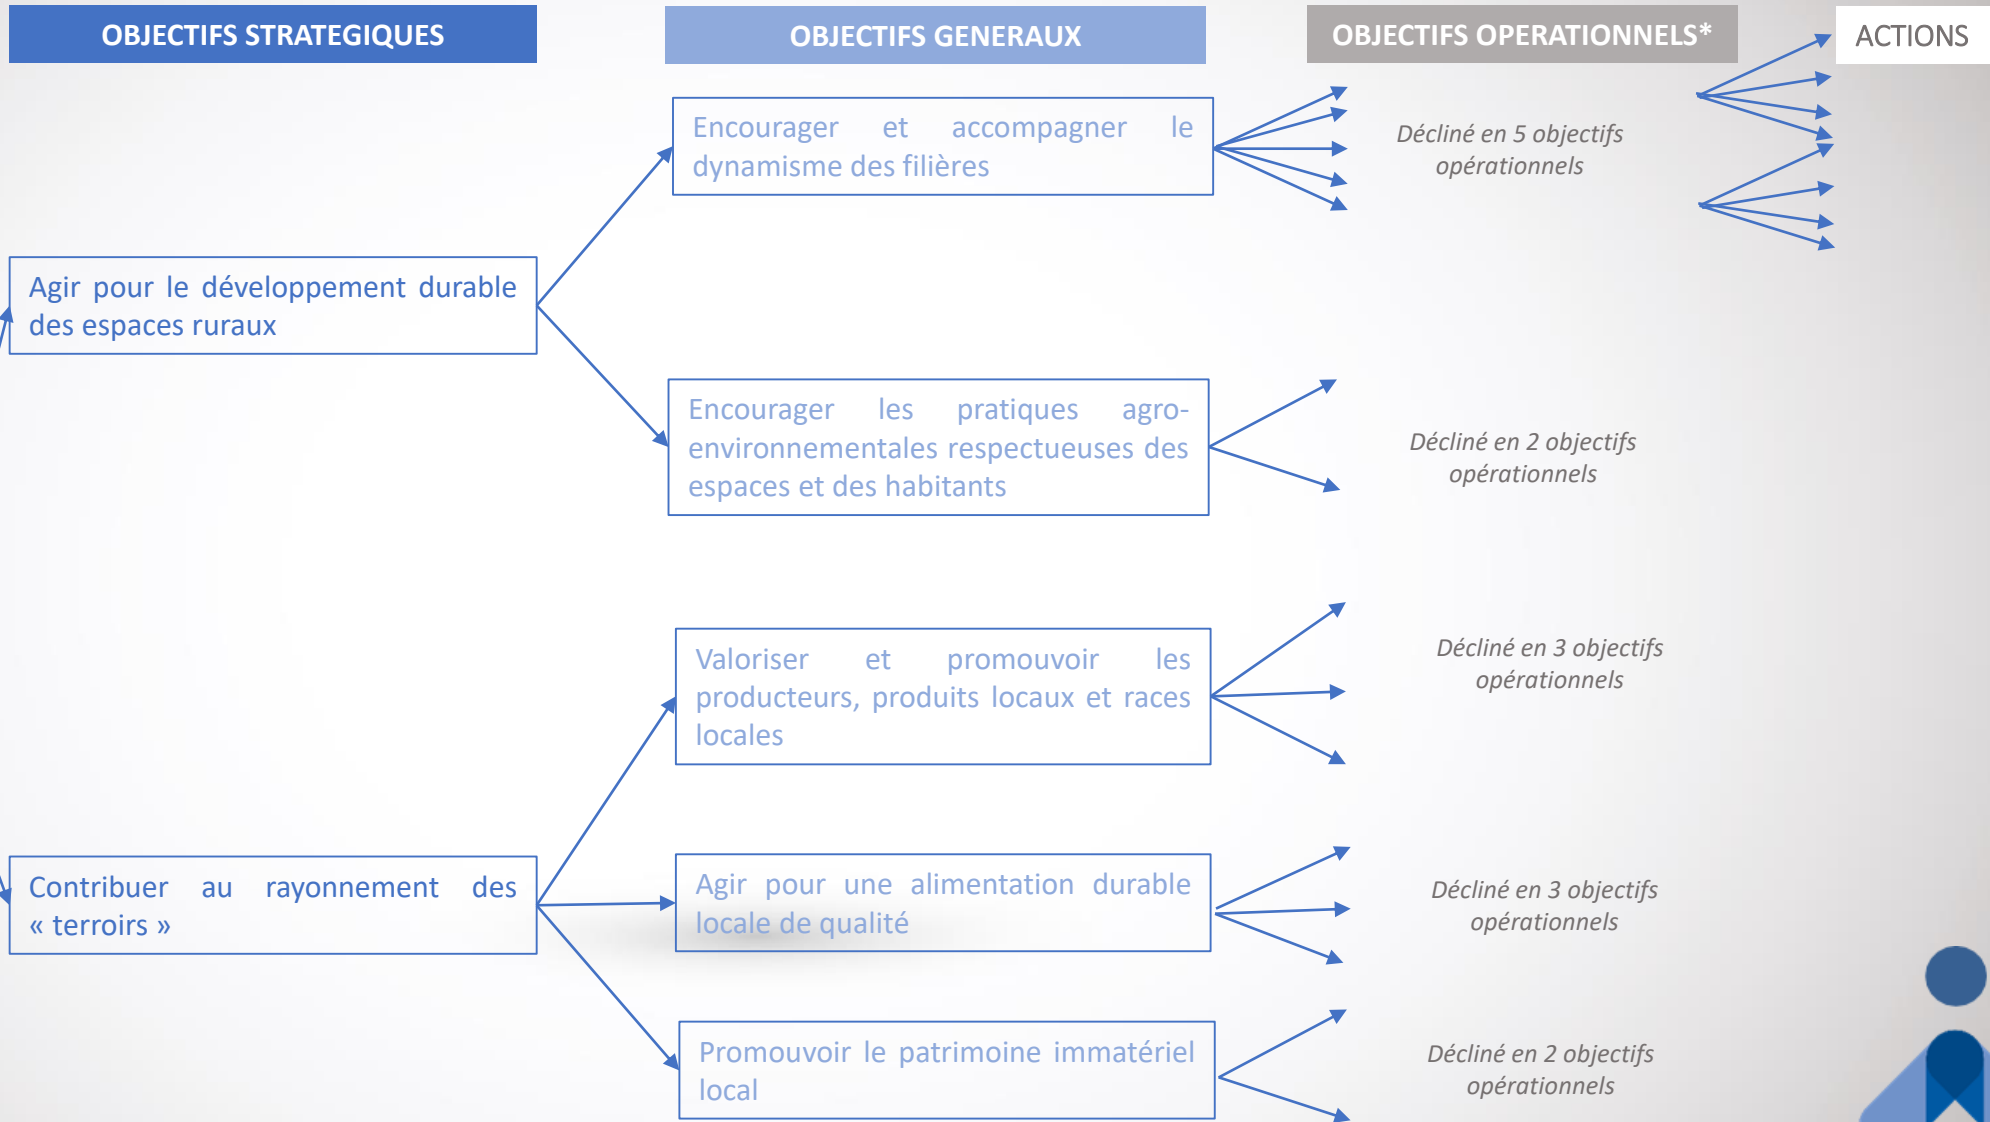 OBJECTIFS STRATEGIQUES
OBJECTIFS GENERAUX
OBJECTIFS OPERATIONNELS*
ACTIONS
Agir pour le développement durable
des espaces ruraux
Encourager et accompagner le
dynamisme des filières
Décliné en 5 objectifs
opérationnels
Encourager les pratiques agro-
environnementales respectueuses des
espaces et des habitants
Décliné en 2 objectifs
opérationnels
Contribuer au rayonnement des
« terroirs »
Valoriser et promouvoir les
producteurs, produits locaux et races
locales
Décliné en 3 objectifs
opérationnels
Agir pour une alimentation durable
locale de qualité
Décliné en 3 objectifs
opérationnels
Promouvoir le patrimoine immatériel
local
Décliné en 2 objectifs
opérationnels